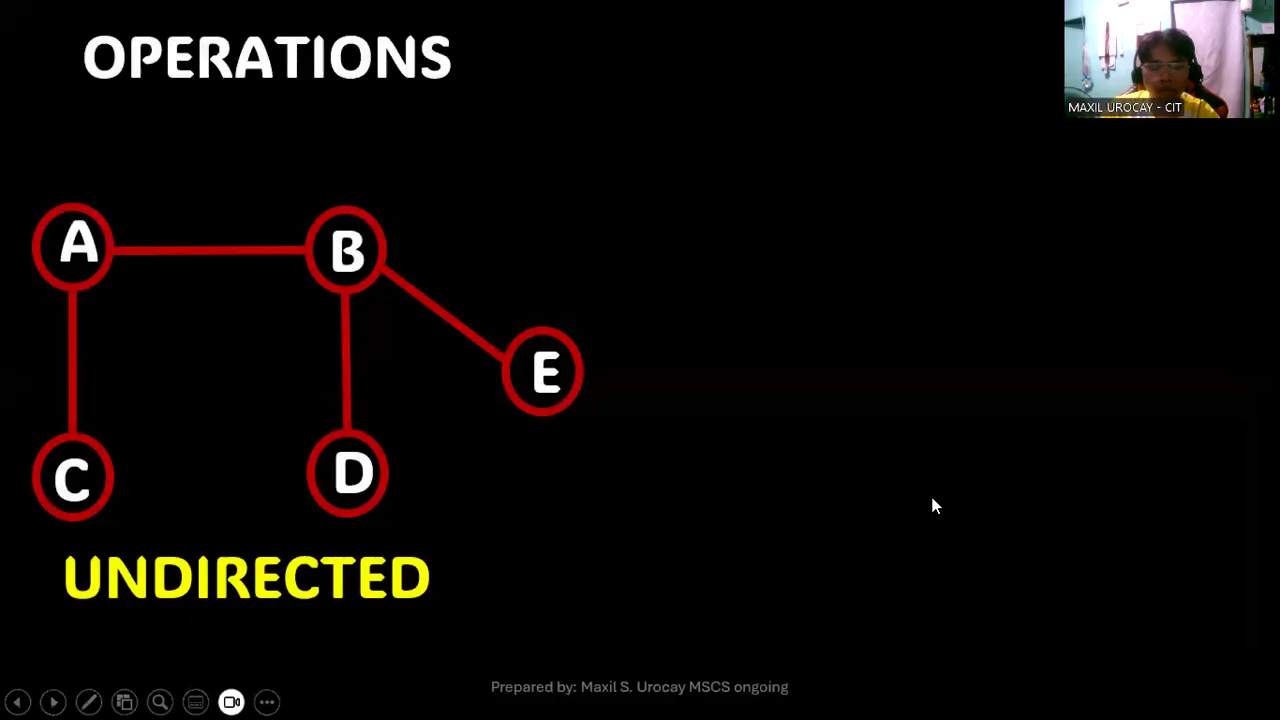 OPERATIONS
MAXIL UROCAY - CIT
A
B
E
C
D
UNDIRECTED
Prepared by: Maxil S. Urocay MSCS ongoing